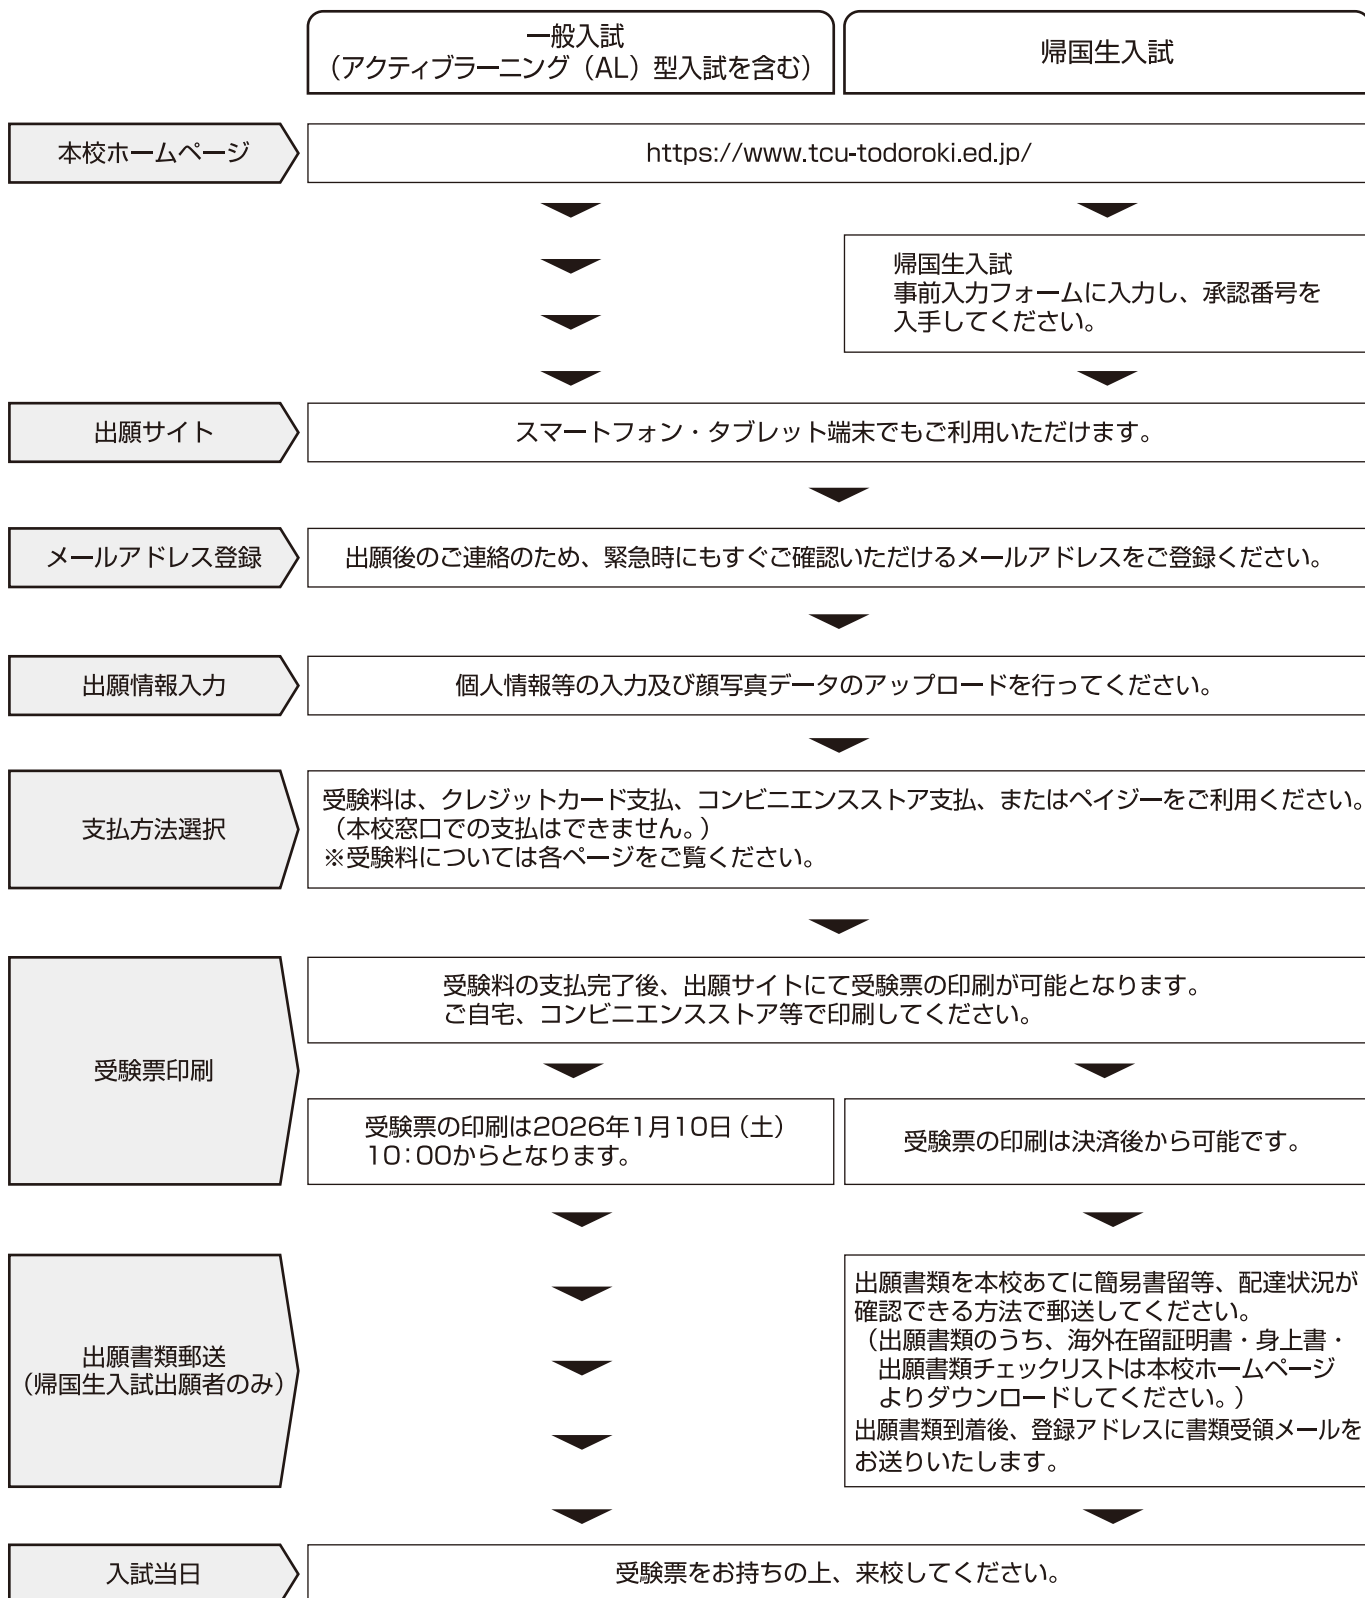 一般入試
（アクティブラーニング（AL）型入試を含む）
帰国生入試
本校ホームページ
https://www.tcu-todoroki.ed.jp/
帰国生入試
事前入力フォームに入力し、承認番号を
入手してください。
出願サイト
スマートフォン・タブレット端末でもご利用いただけます。
メールアドレス登録
出願後のご連絡のため、緊急時にもすぐご確認いただけるメールアドレスをご登録ください。
出願情報入力
個人情報等の入力及び顔写真データのアップロードを行ってください。
支払方法選択
受験料は、クレジットカード支払、コンビニエンスストア支払、またはペイジーをご利用ください。
（本校窓口での支払はできません。）
※受験料については各ページをご覧ください。
受験票印刷
受験料の支払完了後、出願サイトにて受験票の印刷が可能となります。
ご自宅、コンビニエンスストア等で印刷してください。
受験票の印刷は2026年1月10日（土）
10：00からとなります。
受験票の印刷は決済後から可能です。
出願書類郵送
（帰国生入試出願者のみ）
出願書類を本校あてに簡易書留等、配達状況が
確認できる方法で郵送してください。
（出願書類のうち、海外在留証明書・身上書・
出願書類チェックリストは本校ホームページ
よりダウンロードしてください。）
出願書類到着後、登録アドレスに書類受領メールを
お送りいたします。
入試当日
受験票をお持ちの上、来校してください。